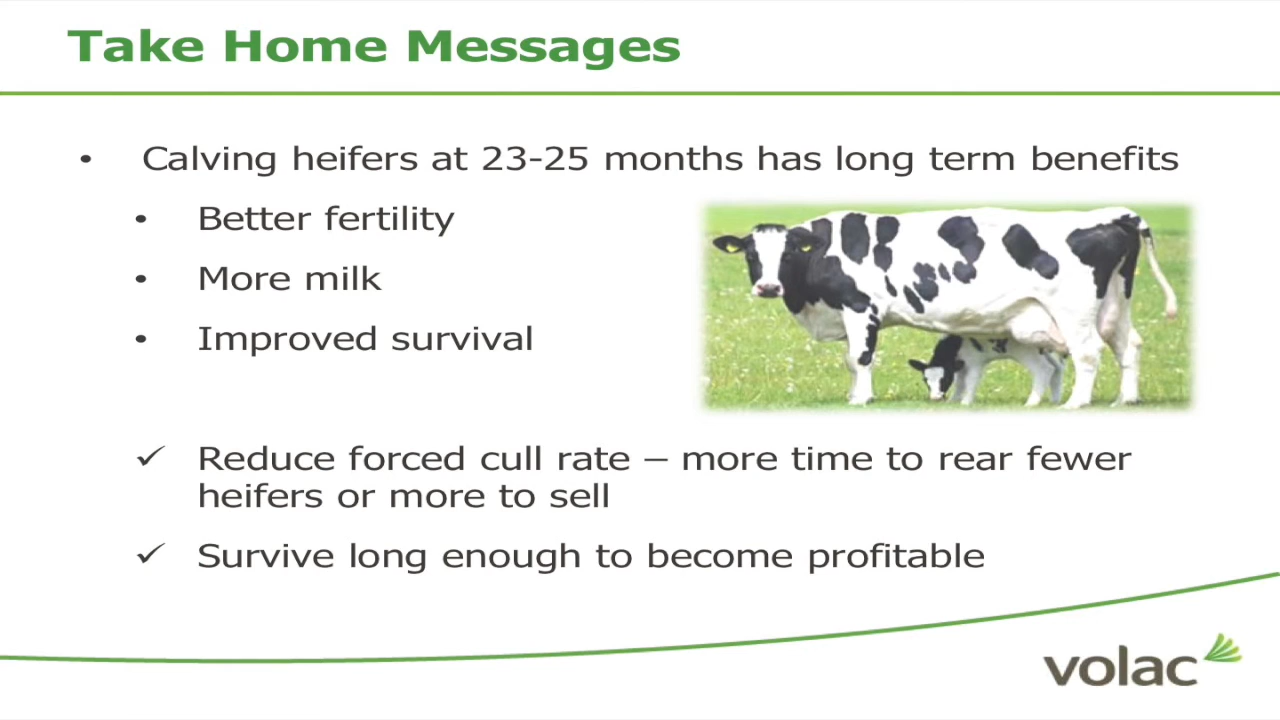 Take Home Messages
• Calving heifers at 23-25 months has long term benefits
• Better fertility
• More milk
• Improved survival
✓ Reduce forced cull rate – more time to rear fewer
heifers or more to sell
✓ Survive long enough to become profitable
volac